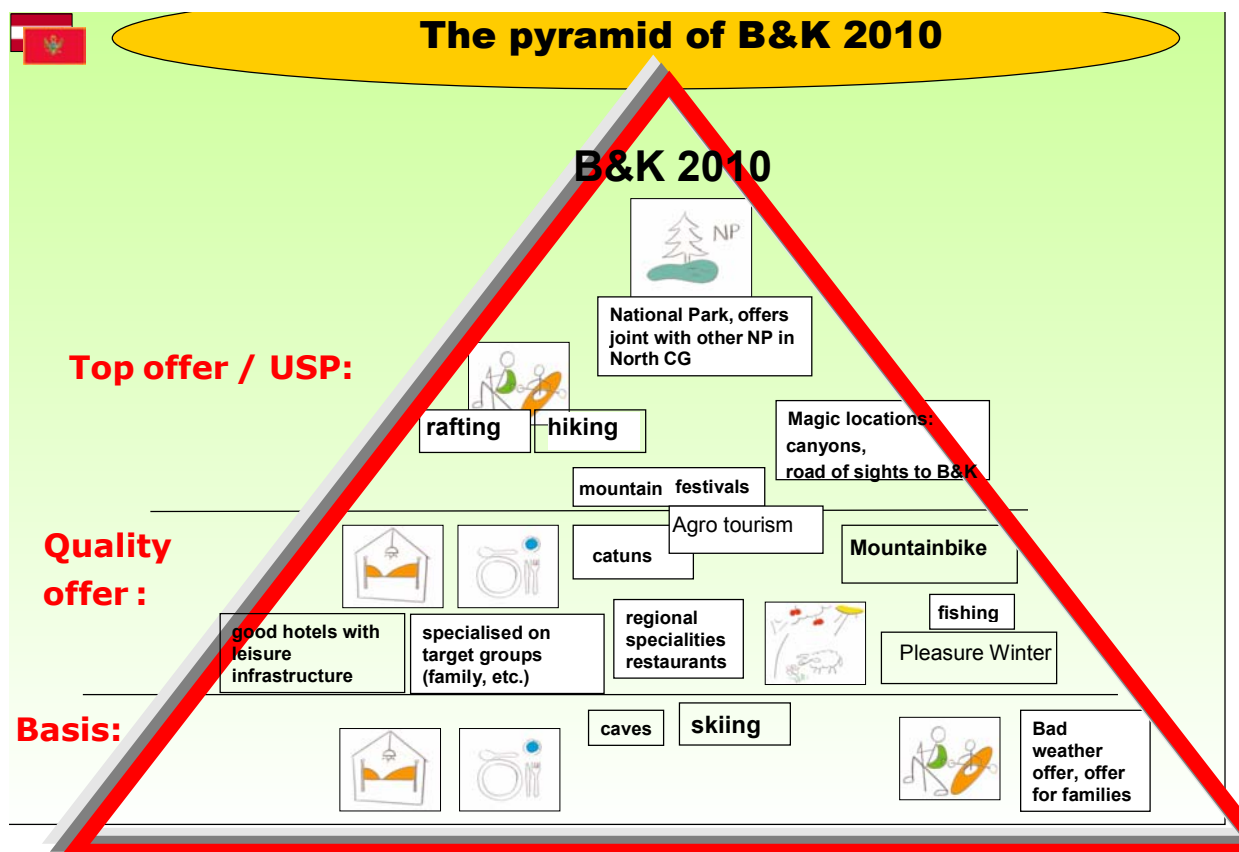 The pyramid of B&K 2010
B&K 2010
NP
National Park, offers
joint with other NP in
North CG
Top offer / USP:
rafting
hiking
Magic locations:
canyons,
road of sights to B&K
mountain festivals
Agro tourism
Quality
offer :
catuns
Mountainbike
good hotels with
leisure
infrastructure
specialised on
target groups
(family, etc.)
regional
specialities
restaurants
fishing
Pleasure Winter
Basis:
caves
skiing
Bad
weather
offer, offer
for families